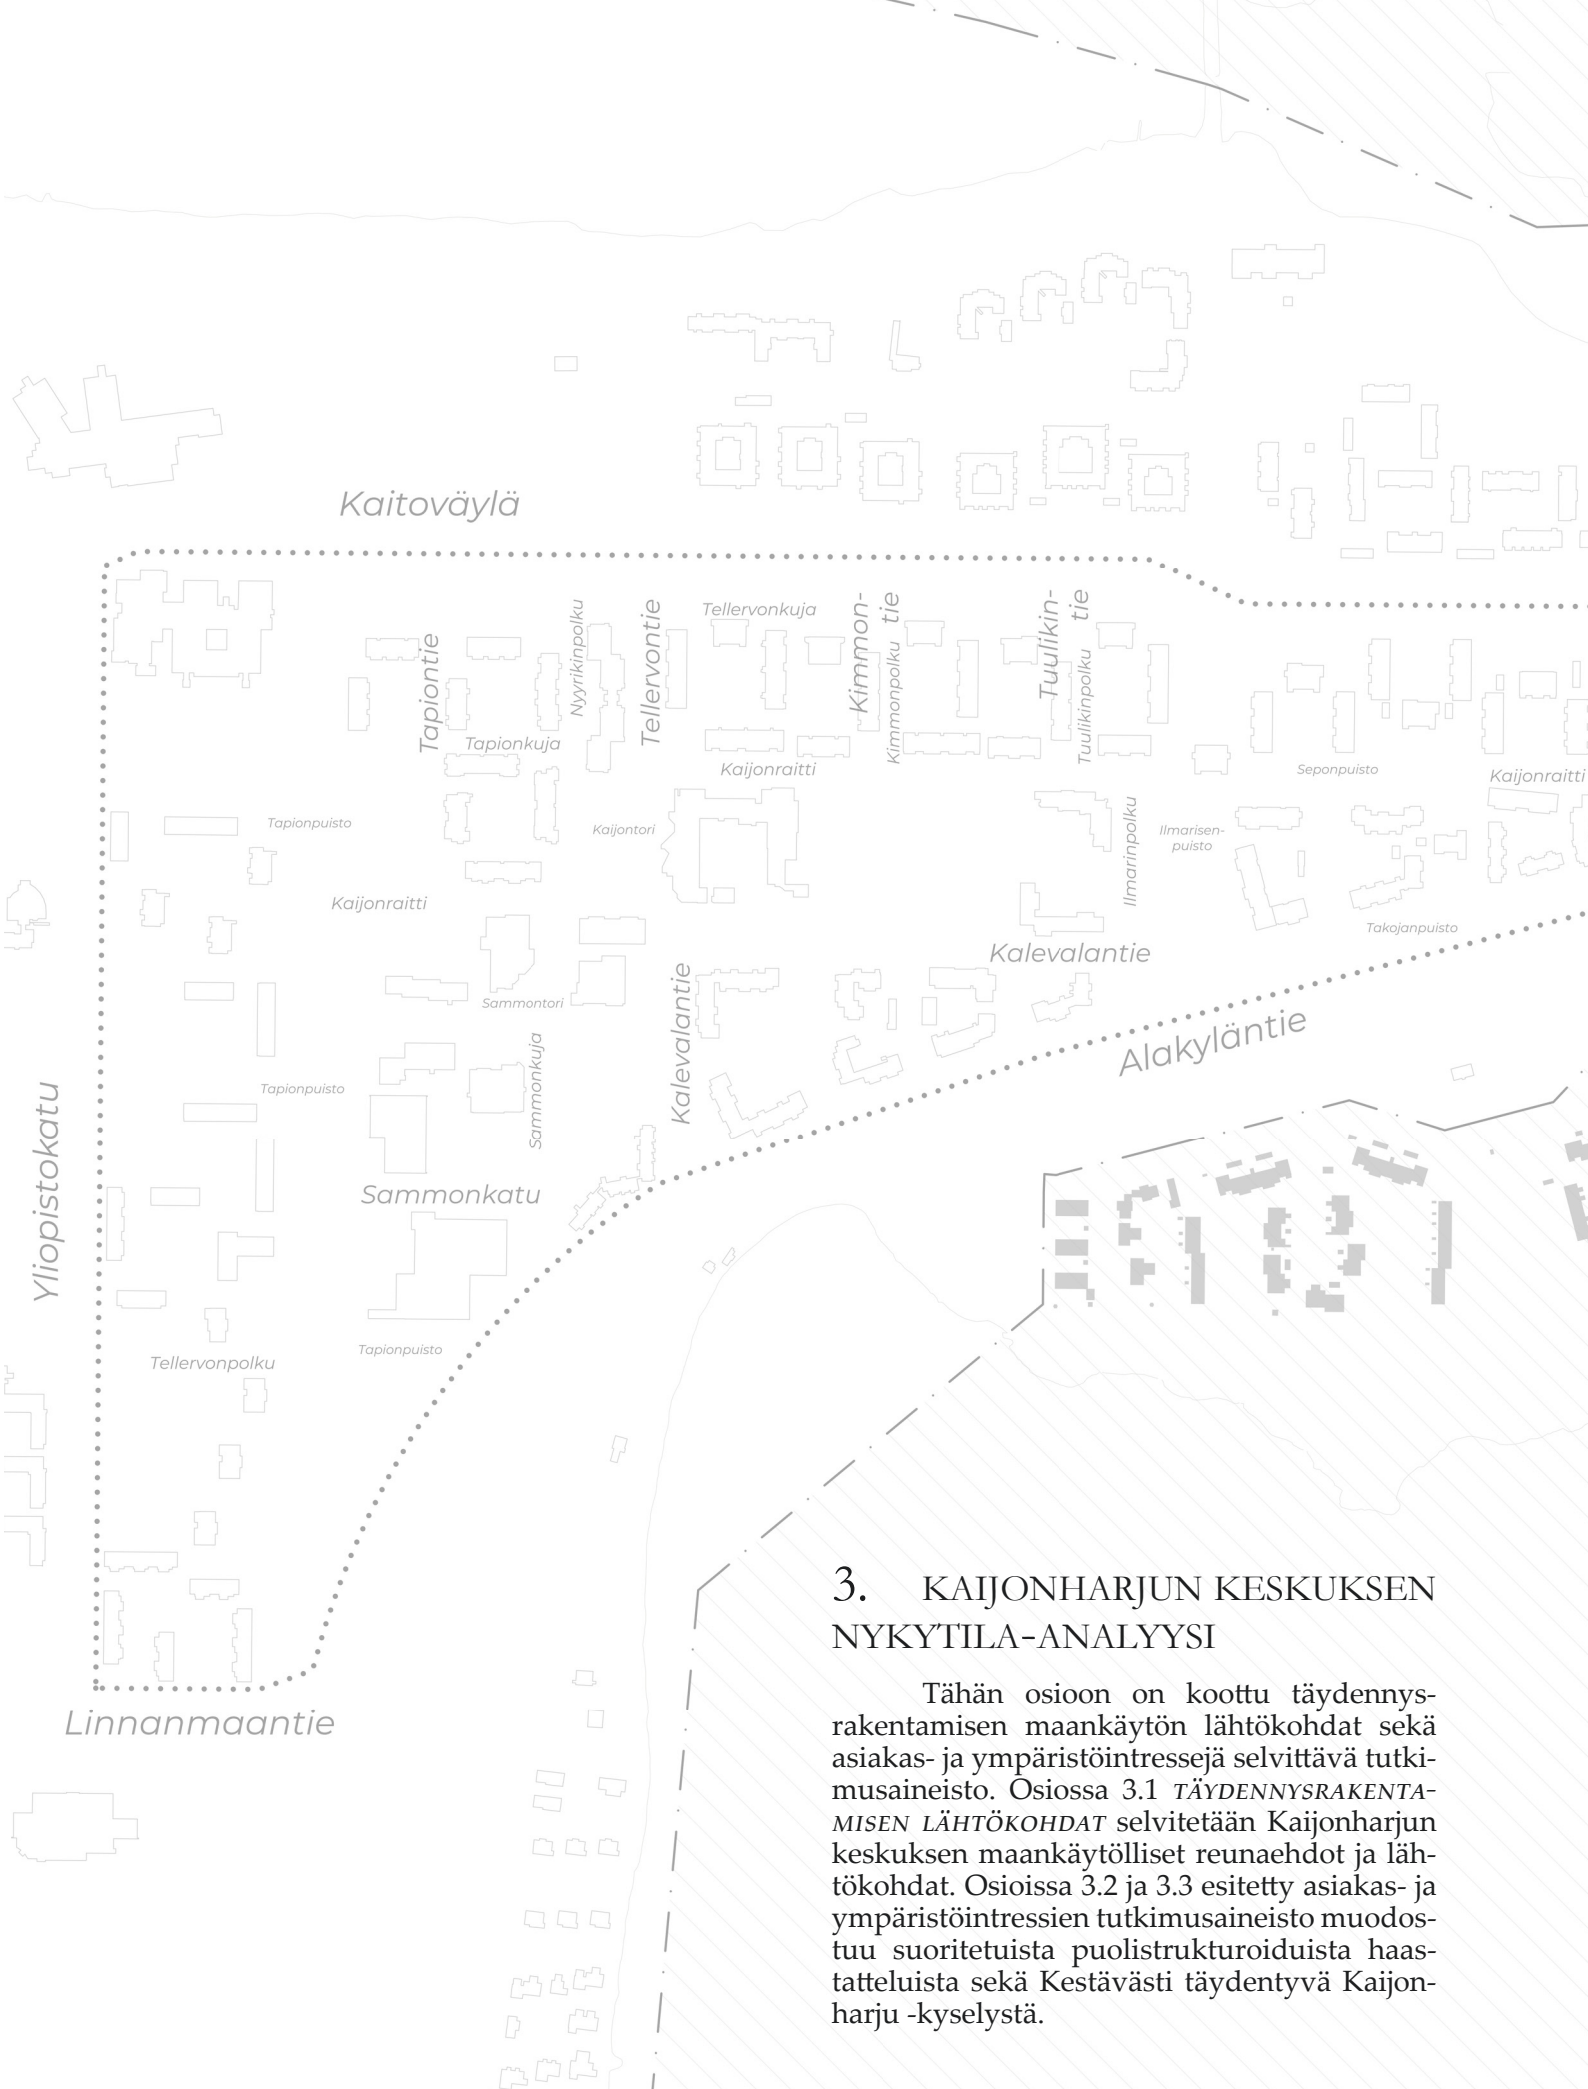 Kaitoväylä
Tapiontie
Nyyrikinpolku
Tellervontie
Tellervonkuja
Kimmon-
tie
Kimmonpolku
Tuulikin-
tie
Tuulikinpolku
Tapionkuja
Kaijonraitti
Seponpuisto
Kaijonraitti
Tapionpuisto
Kaijontori
Ilmarinpolku
Ilmarisen-
puisto
Kaijonraitti
Takojanpuisto
Kalevalantie
Sammontori
Kalevalantie
Alakyläntie
Sammonkuja
Tapionpuisto
Yliopistokatu
Sammonkatu
Tapionpuisto
Tellervonpolku
Linnanmaantie
3. KAIJONHARJUN KESKUKSEN
NYKYTILA-ANALYYSI
Tähän osioon on koottu täydennys-
rakentamisen maankäytön lähtökohdat sekä
asiakas- ja ympäristöintressejä selvittävä tutki-
musaineisto. Osiossa 3.1 TÄYDENNYSRAKENTA-
MISEN LÄHTÖKOHDAT selvitetään Kaijonharjun
keskuksen maankäytölliset reunaehdot ja läh-
tökohdat. Osioissa 3.2 ja 3.3 esitetty asiakas- ja
ympäristöintressien tutkimusaineisto muodos-
tuu suoritetuista puolistrukturoiduista haas-
tatteluista sekä Kestävästi täydentyvä Kaijon-
harju -kyselystä.